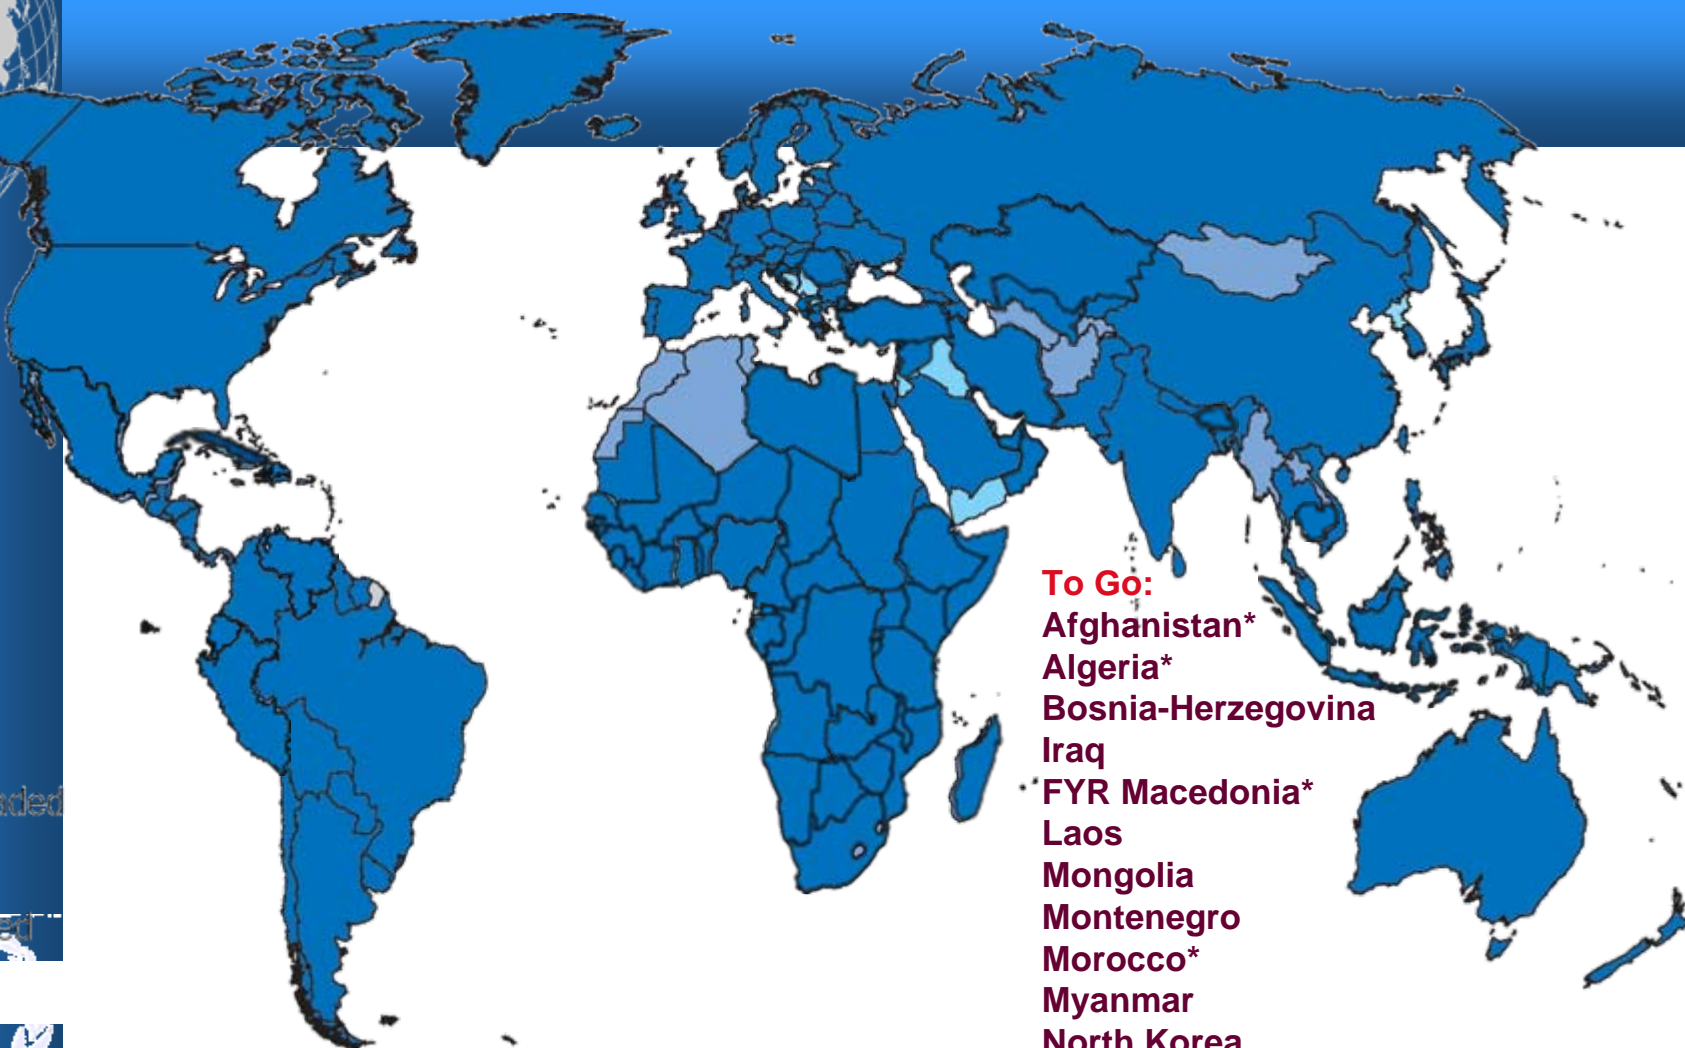 To Go:
Afghanistan*
Algeria*
Bosnia-Herzegovina
Iraq
FYR Macedonia*
Laos
Mongolia
Montenegro
Morocco*
Myanmar
North Korea